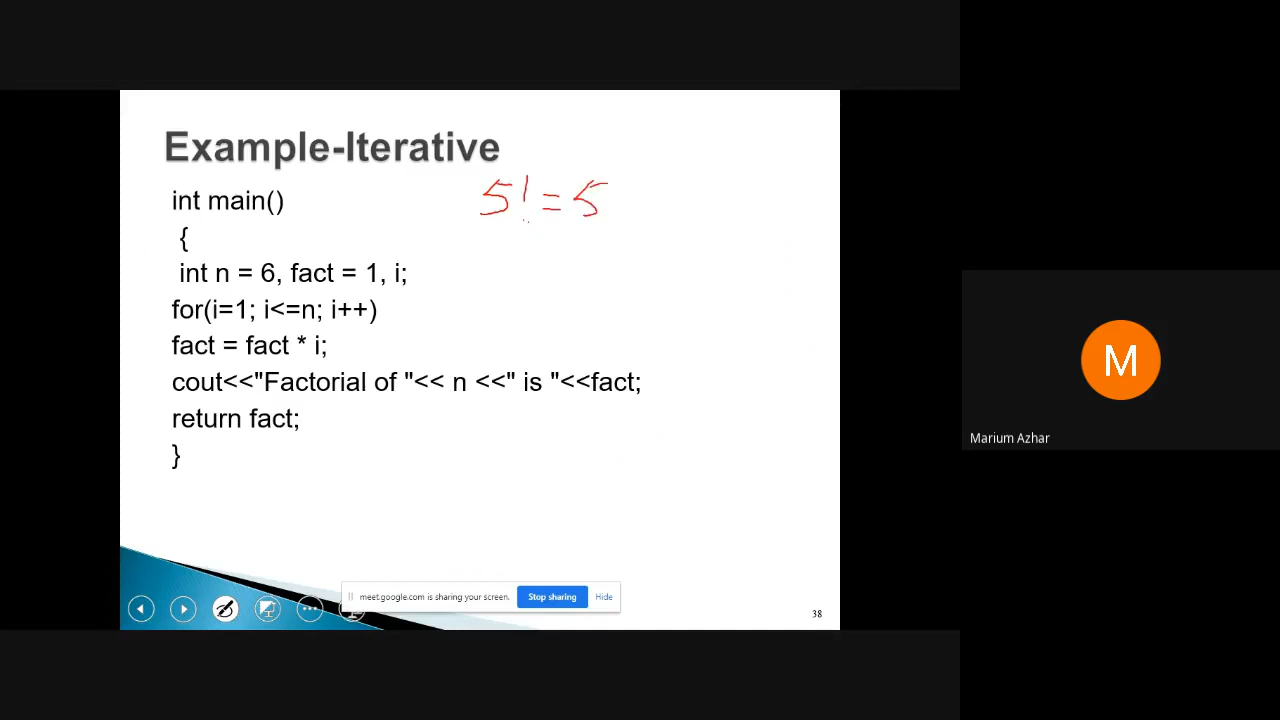 Example-Iterative
int main()
5!=5
{
int n = 6, fact = 1, i;
for(i=1; i<=n; i++)
fact = fact * i;
cout<<"Factorial of "<< n <<" is "<<fact;
return fact;
}
meet.google.com is sharing your screen.
Stop sharing
Hide
38
M
Marium Azhar